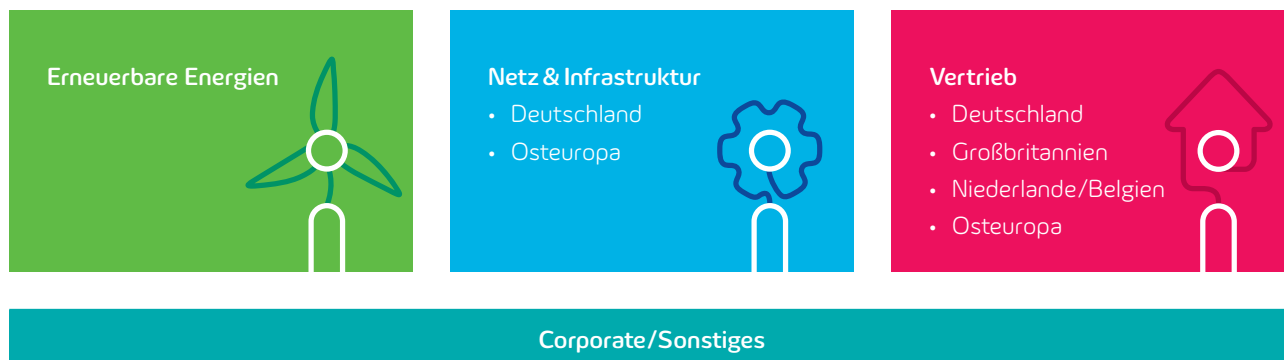 Erneuerbare Energien
Netz & Infrastruktur
• Deutschland
• Osteuropa
Vertrieb
• Deutschland
• Großbritannien
• Niederlande/Belgien
• Osteuropa
Corporate/Sonstiges